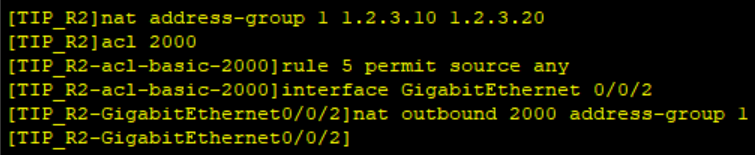 [TIP_R2]nat address-group 1 1.2.3.10 1.2.3.20
[TIP_R2]acl 2000
[TIP_R2-acl-basic-2000]rule 5 permit source any
[TIP_R2-acl-basic-2000]interface GigabitEthernet 0/0/2
[TIP_R2-GigabitEthernet0/0/2]nat outbound 2000 address-group 1
[TIP_R2-GigabitEthernet0/0/2]